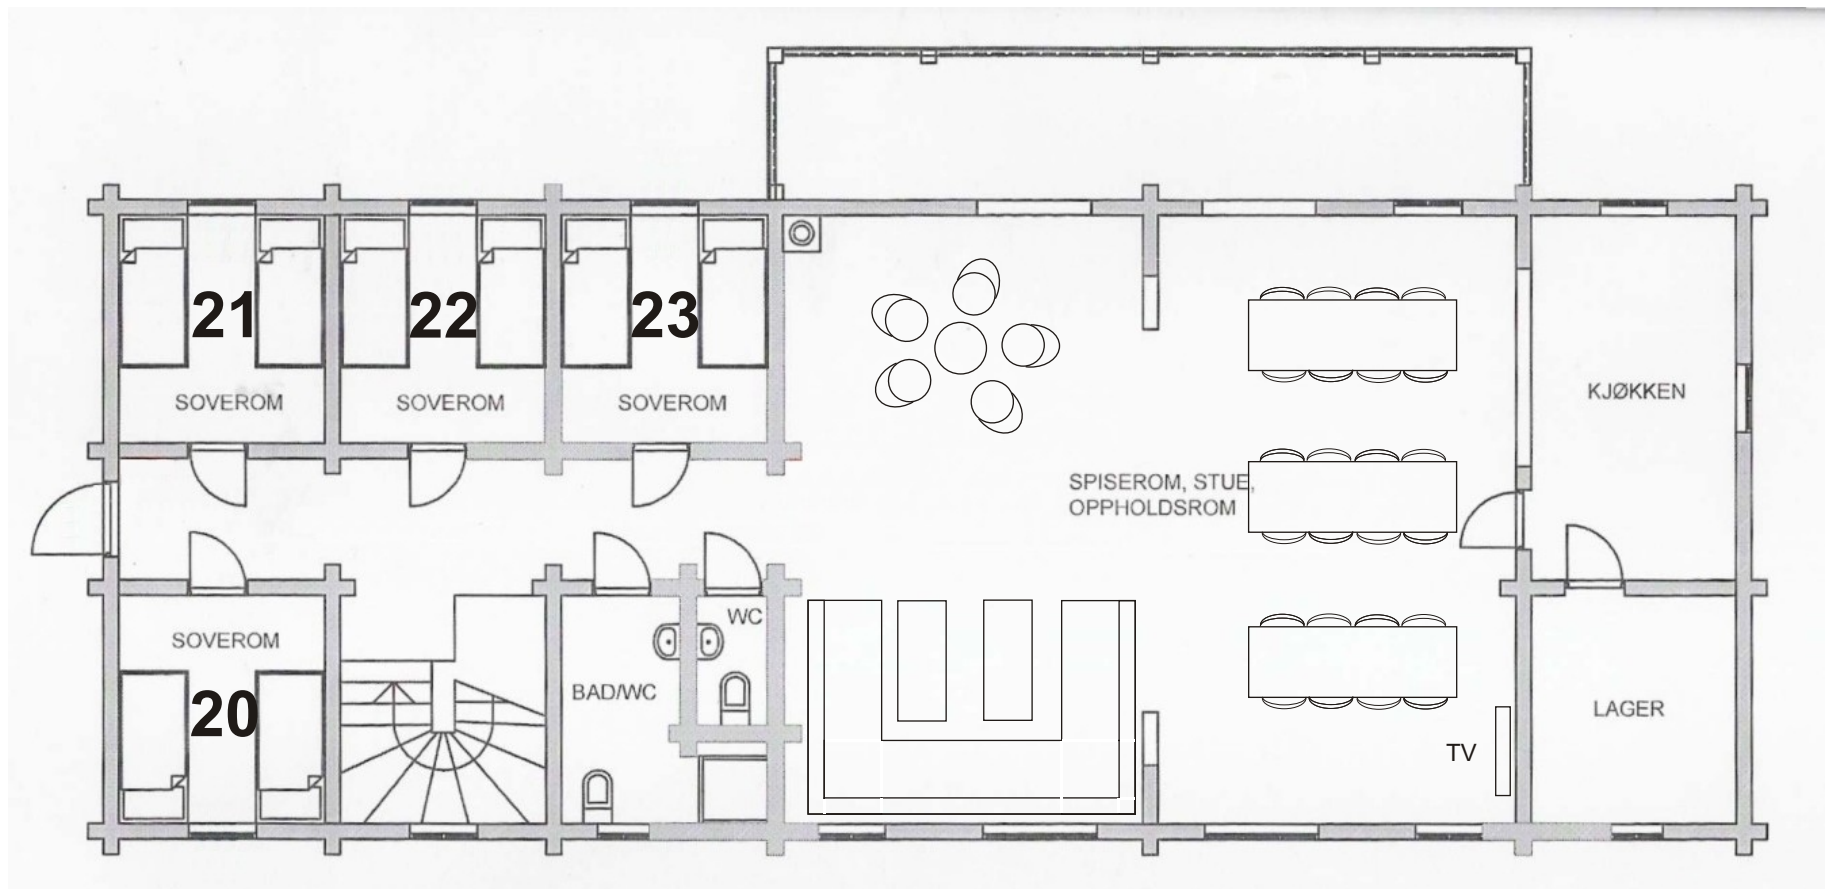 21
22
23
SOVEROM
SOVEROM
SOVEROM
KJØKKEN
SPISEROM, STUE,
OPPHOLDSROM
WC
SOVEROM
20
BAD/WC
LAGER
TV